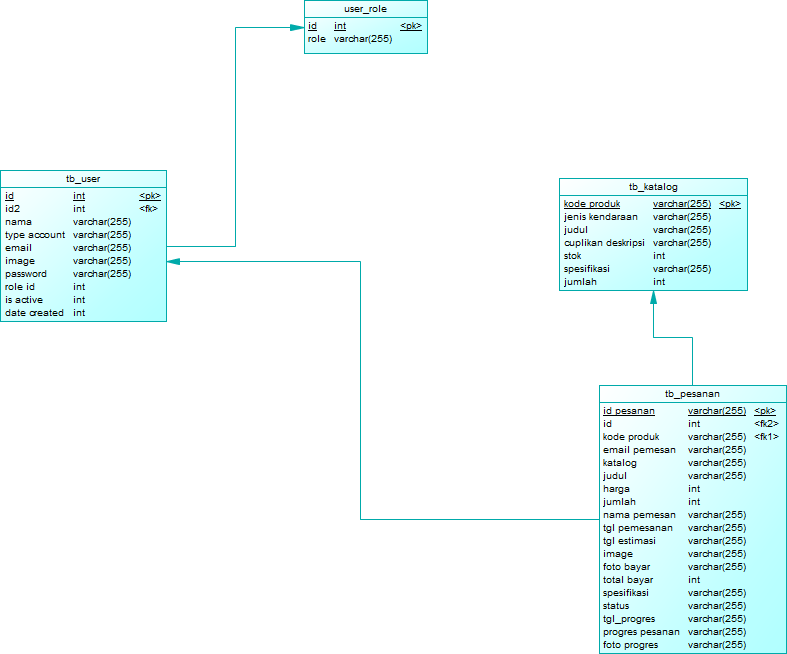 user_role
id int <pk>
role varchar(255)
tb_user
id int <pk>
id2 int <fk>
nama varchar(255)
type account varchar(255)
email varchar(255)
image varchar(255)
password varchar(255)
role id int
is active int
date created int
tb_katalog
kode produk varchar(255) <pk>
jenis kendaraan varchar(255)
judul varchar(255)
cuplikan deskripsi varchar(255)
stok int
spesifikasi varchar(255)
jumlah int
tb_pesanan
id pesanan varchar(255) <pk>
id int <fk2>
kode produk varchar(255) <fk1>
email pemesan varchar(255)
katalog varchar(255)
judul varchar(255)
harga int
jumlah int
nama pemesan varchar(255)
tgl pemesanan varchar(255)
tgl estimasi varchar(255)
image varchar(255)
foto bayar varchar(255)
total bayar int
spesifikasi varchar(255)
status varchar(255)
tgl_progres varchar(255)
progres pesanan varchar(255)
foto progres varchar(255)